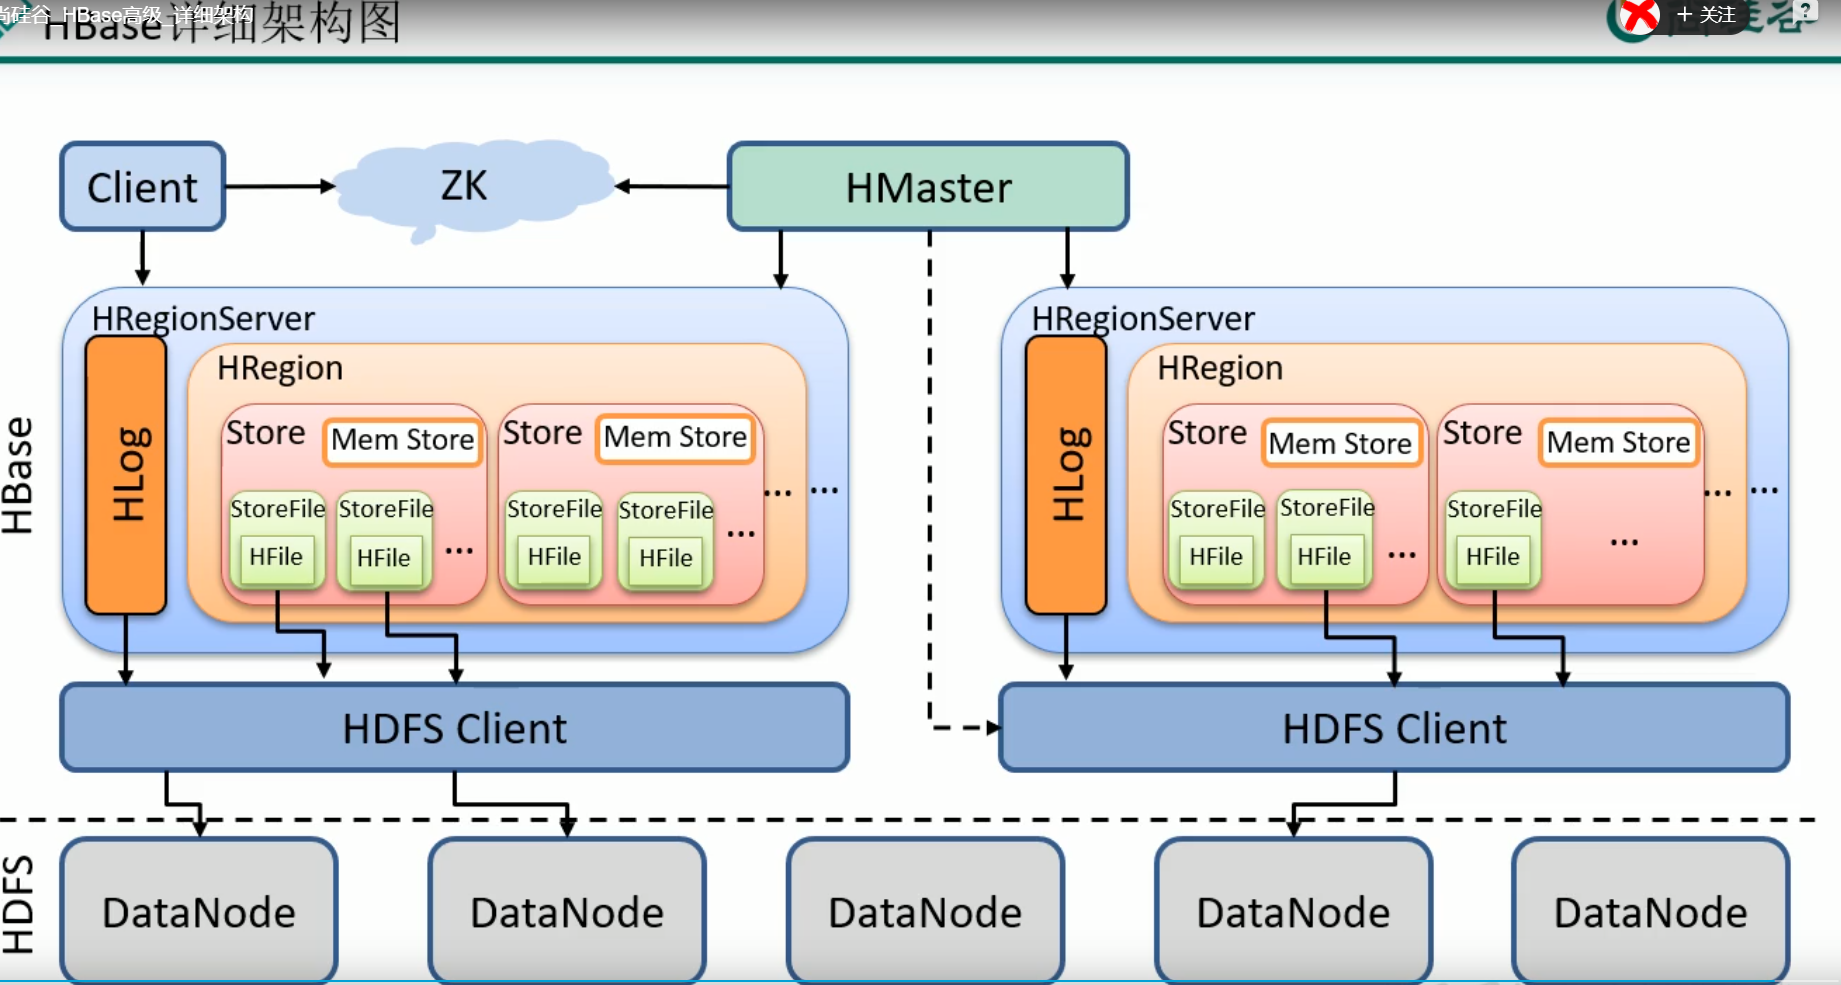 尚硅谷_HBase高级_详细架构
HBase详细架构图
+ 关注
?
Client
ZK
HMaster
HBase
HRegionServer
HLog
HRegion
Store
Mem Store
StoreFile
HFile
StoreFile
HFile
...
Store
Mem Store
StoreFile
HFile
StoreFile
HFile
...
...
...
HRegionServer
HLog
HRegion
Store
Mem Store
StoreFile
HFile
StoreFile
HFile
...
Store
Mem Store
StoreFile
HFile
...
...
...
HDFS Client
HDFS Client
HDFS
DataNode
DataNode
DataNode
DataNode
DataNode